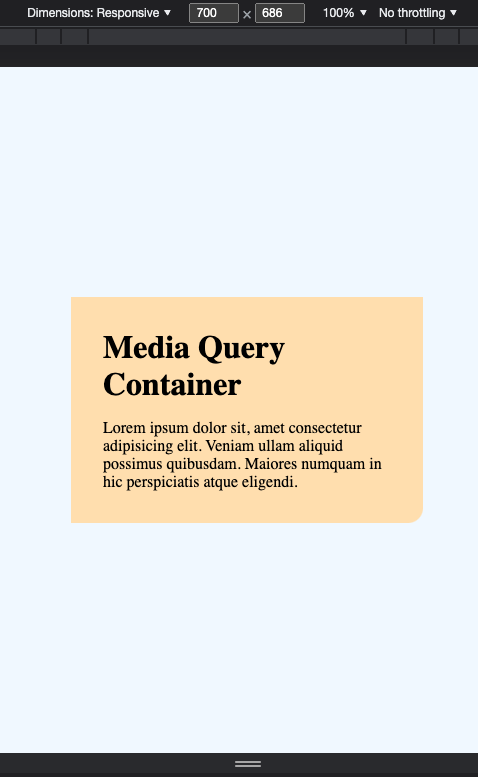 Dimensions: Responsive ▼ 700 × 686 100% ▼ No throttling ▼
Media Query
Container
Lorem ipsum dolor sit, amet consectetur
adipisicing elit. Veniam ullam aliquid
possimus quibusdam. Maiores numquam in
hic perspiciatis atque eligendi.